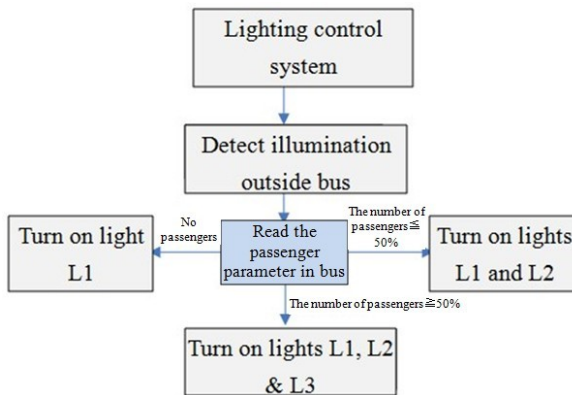 Lighting control
system
Detect illumination
outside bus
No
passengers
The number of
passengers≦
50%
Turn on light
L1
Read the
passenger
parameter in bus
Turn on lights
L1 and L2
The number of passengers≧50%
Turn on lights L1, L2
& L3